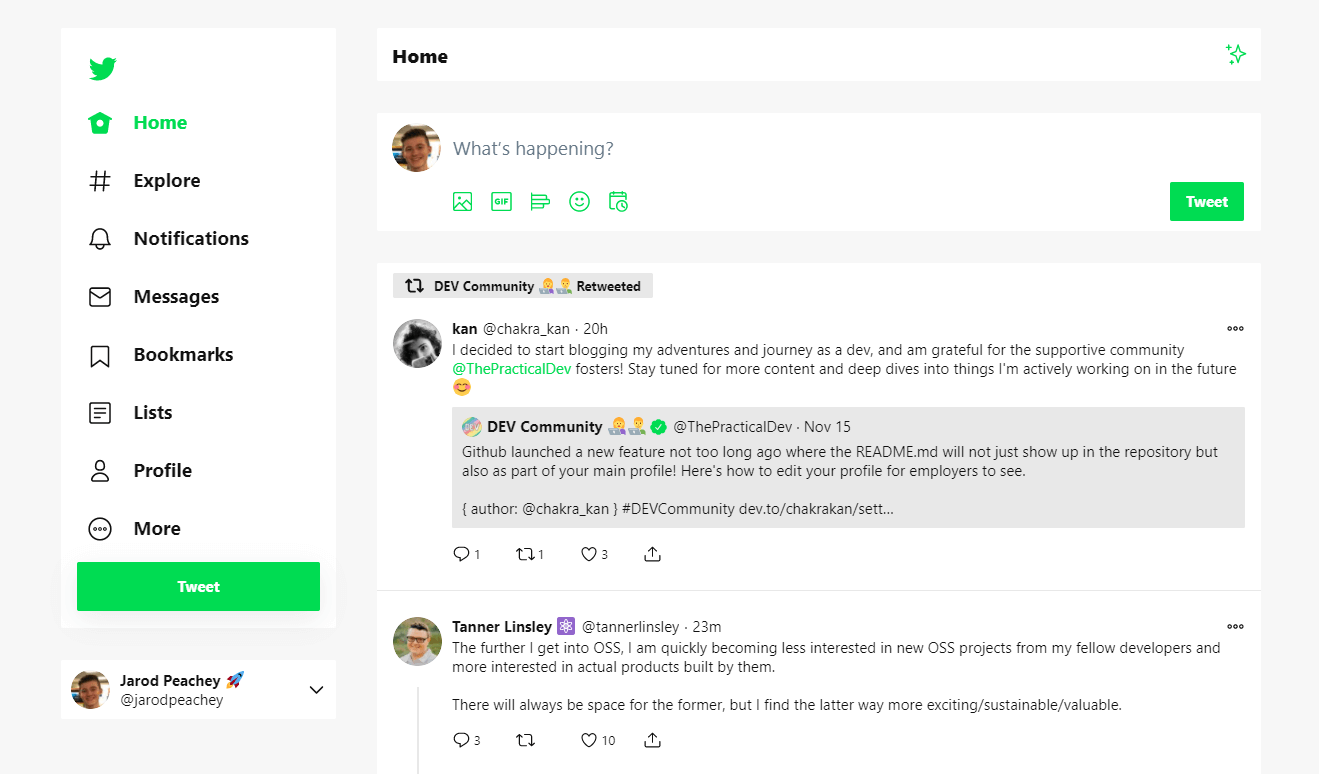 Home
Explore
Notifications
Messages
Bookmarks
Lists
Profile
More
Tweet
Jarod Peachey 🚀
@jarodpeachey
Home
What's happening?
GIF
Tweet
DEV Community 👩‍💻👨‍💻 Retweeted
kan @chakra_kan · 20h
I decided to start blogging my adventures and journey as a dev, and am grateful for the supportive community
@ThePracticalDev fosters! Stay tuned for more content and deep dives into things I'm actively working on in the future
😊
DEV Community 👩‍💻👨‍💻 @ThePracticalDev · Nov 15
Github launched a new feature not too long ago where the README.md will not just show up in the repository but
also as part of your main profile! Here's how to edit your profile for employers to see.
{ author: @chakra_kan } #DEVCommunity dev.to/chakrakan/sett...
1 1 3
Tanner Linsley ⚛️ @tannerlinsley · 23m
The further I get into OSS, I am quickly becoming less interested in new OSS projects from my fellow developers and
more interested in actual products built by them.
There will always be space for the former, but I find the latter way more exciting/sustainable/valuable.
3 10